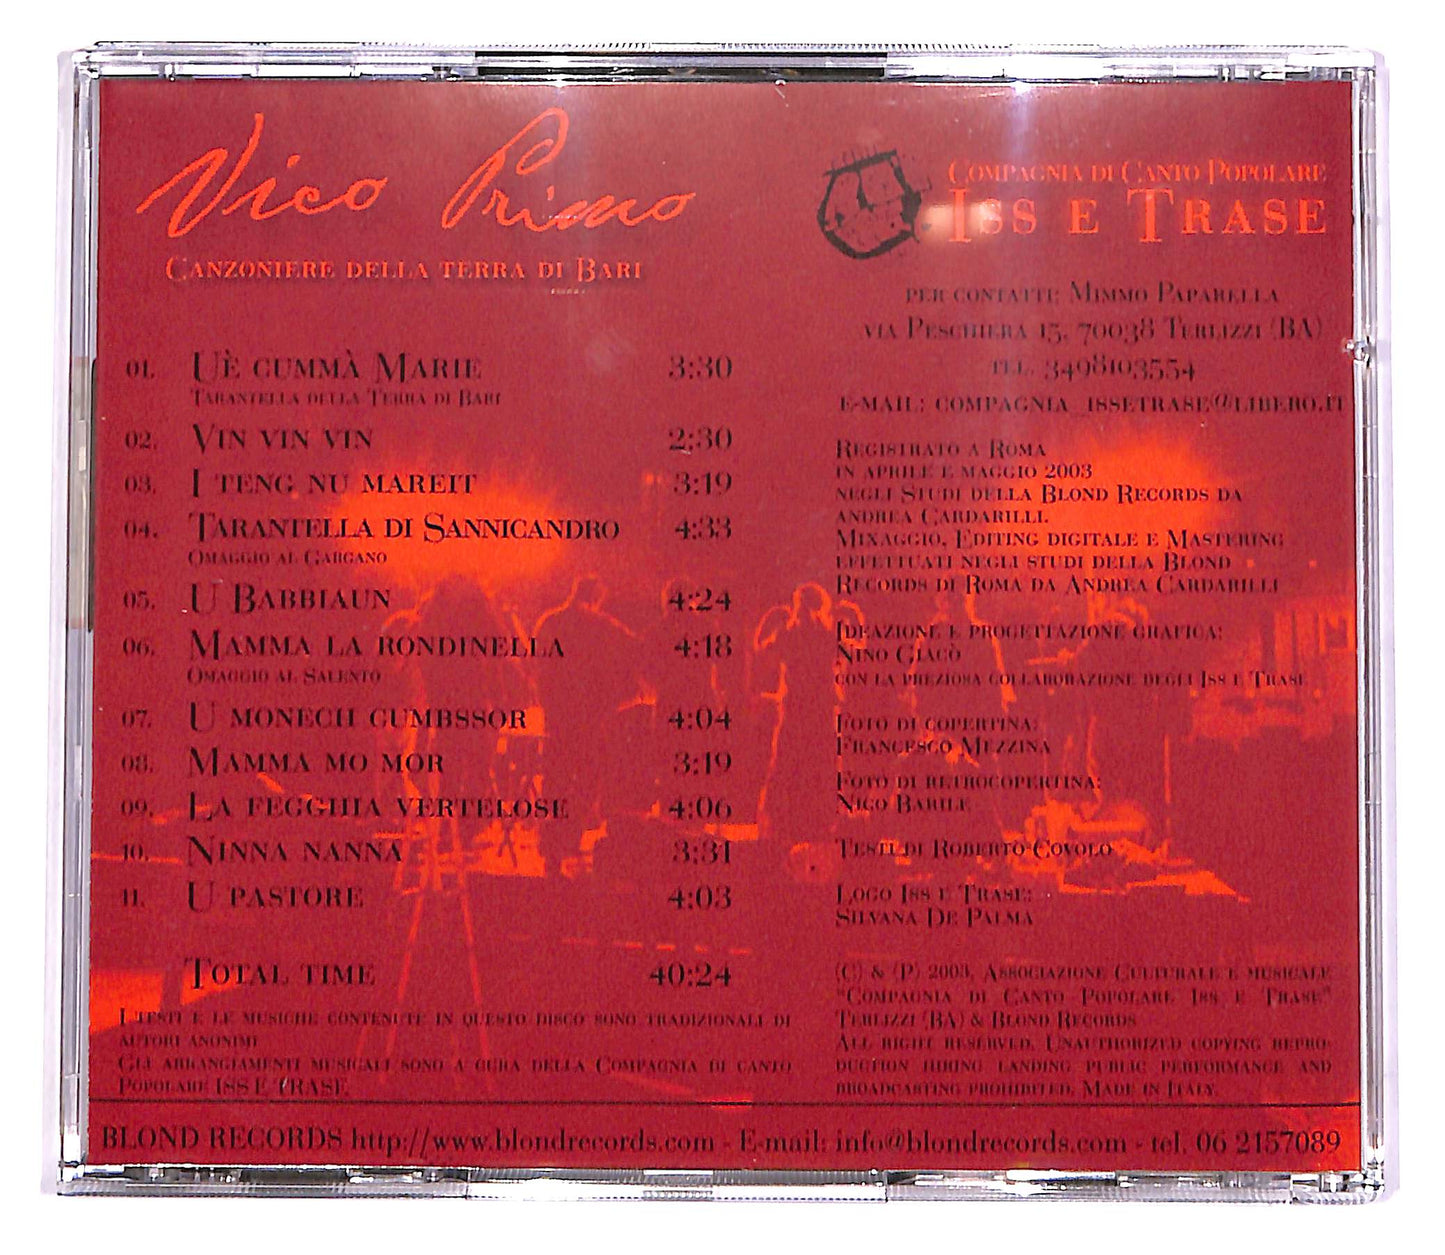 Vico Primo
Canzoniere della terra di Bari
Compagnia di Canto Popolare
Iss e Trase
per contatti: Mimmo Paparella
via Peschiera 15, 70038 Terlizzi (BA)
tel. 3498103554
e-mail: compagnia_issetrase@libero.it
01. Uè cummà Marie 3:30
Tarantella della Terra di Bari
02. Vin vin vin 2:30
03. I teng nu mareit 3:19
04. Tarantella di Sannicandro 4:33
Omaggio al Gargano
05. U Babbiaun 4:24
06. Mamma la rondinella 4:18
Omaggio al Salento
07. U monech cumbssor 4:04
08. Mamma mo mor 3:19
09. La fegghia vertelose 4:06
10. Ninna nanna 3:31
11. U pastore 4:03
Total time 40:24
I testi e le musiche contenute in questo disco sono tradizionali di
autori anonimi
Gli arrangiamenti musicali sono a cura della Compagnia di canto
Popolare Iss e Trase.
Registrato a Roma
in aprile e maggio 2003
negli Studi della Blond Records da
Andrea Cardarilli.
Mixaggio, Editing digitale e Mastering
effettuati negli studi della Blond
Records di Roma da Andrea Cardarilli
Ideazione e progettazione grafica:
Nino Giacò
con la preziosa collaborazione degli Iss e Trase
Foto di copertina:
Francesco Mezzina
Foto di retrocopertina:
Nico Barile
Testi di Roberto Covolo
Logo Iss e Trase:
Silvana De Palma
(C) & (P) 2003, Associazione Culturale e musicale
"Compagnia di Canto Popolare Iss e Trase"
Terlizzi (BA) & Blond Records
All right reserved. Unauthorized copying repro-
duction hiring landing public performance and
broadcasting prohibited. Made in Italy.
BLOND RECORDS http://www.blondrecords.com - E-mail: info@blondrecords.com - tel. 06 2157089